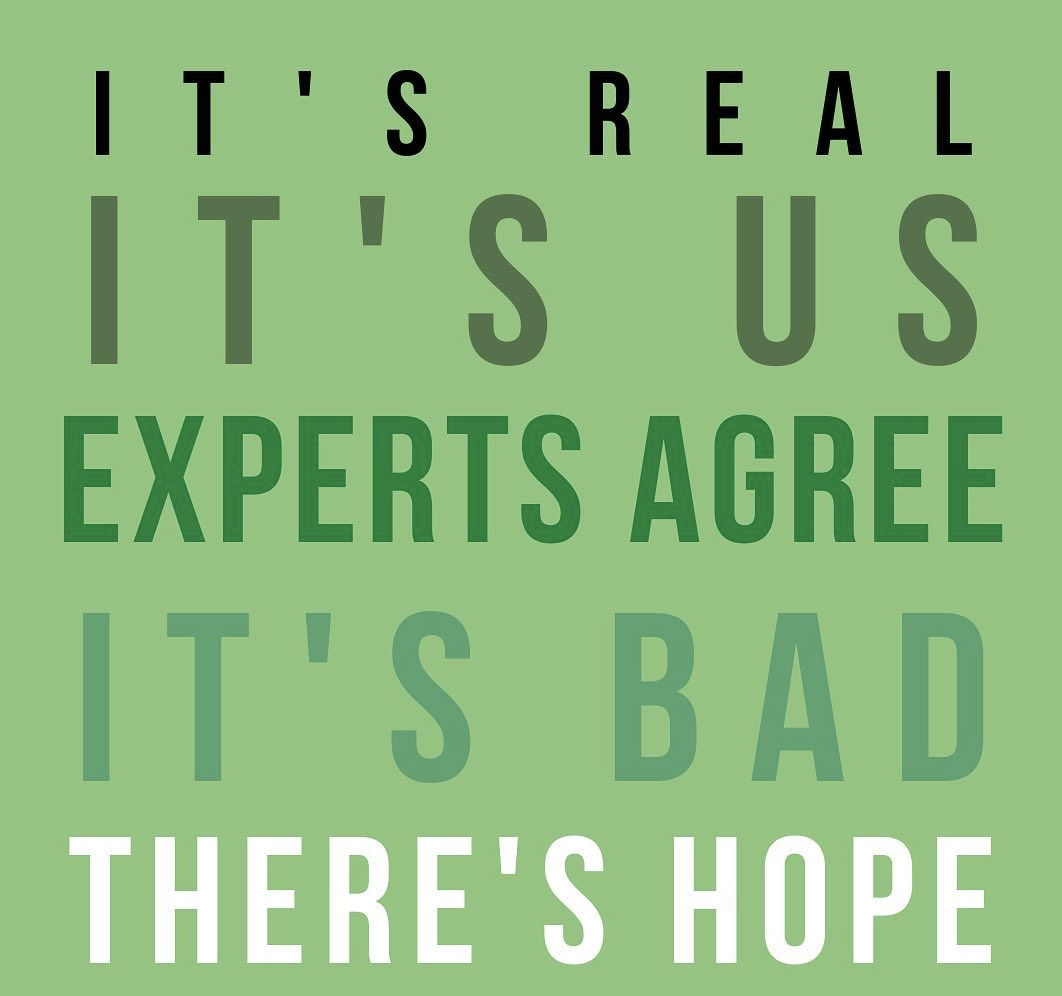 IT'S REAL
IT'S US
EXPERTS AGREE
IT'S BAD
THERE'S HOPE